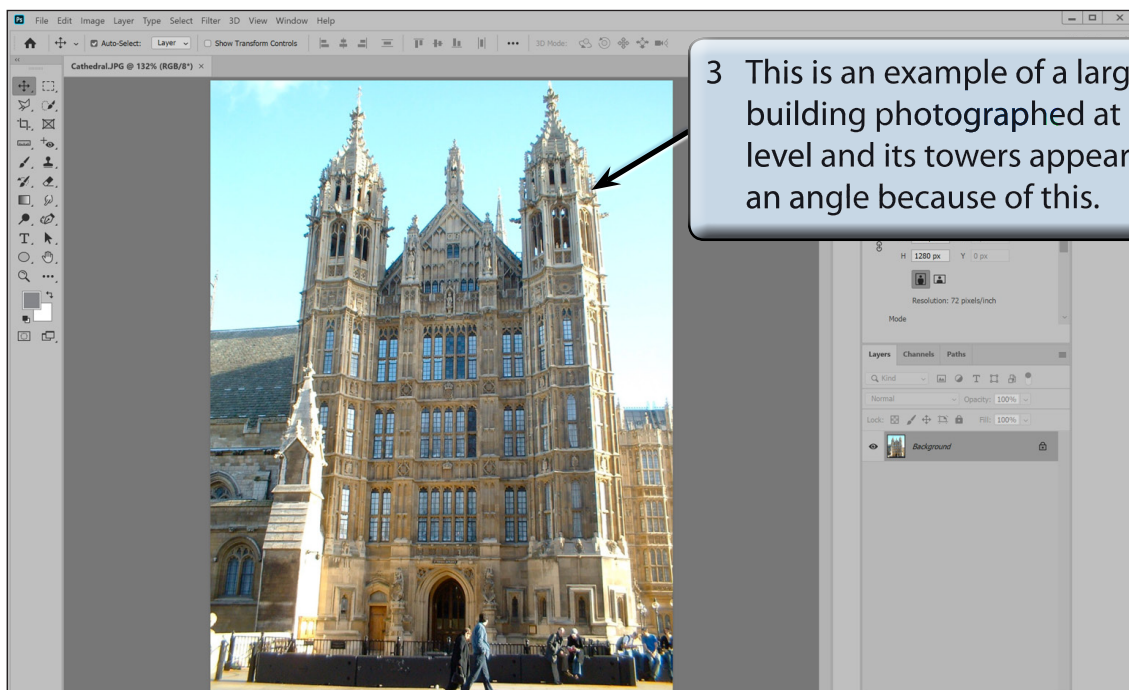 Ps File Edit Image Layer Type Select Filter 3D View Window Help
Auto-Select: Layer Show Transform Controls 3D Mode:
Cathedral.JPG @ 132% (RGB/8*) ×
3 This is an example of a larg
building photographed at
level and its towers appear
an angle because of this.
H 1280 px Y 0 px
Resolution: 72 pixels/inch
Mode
Layers Channels Paths
Kind
Normal Opacity: 100%
Lock: Fill: 100%
Background